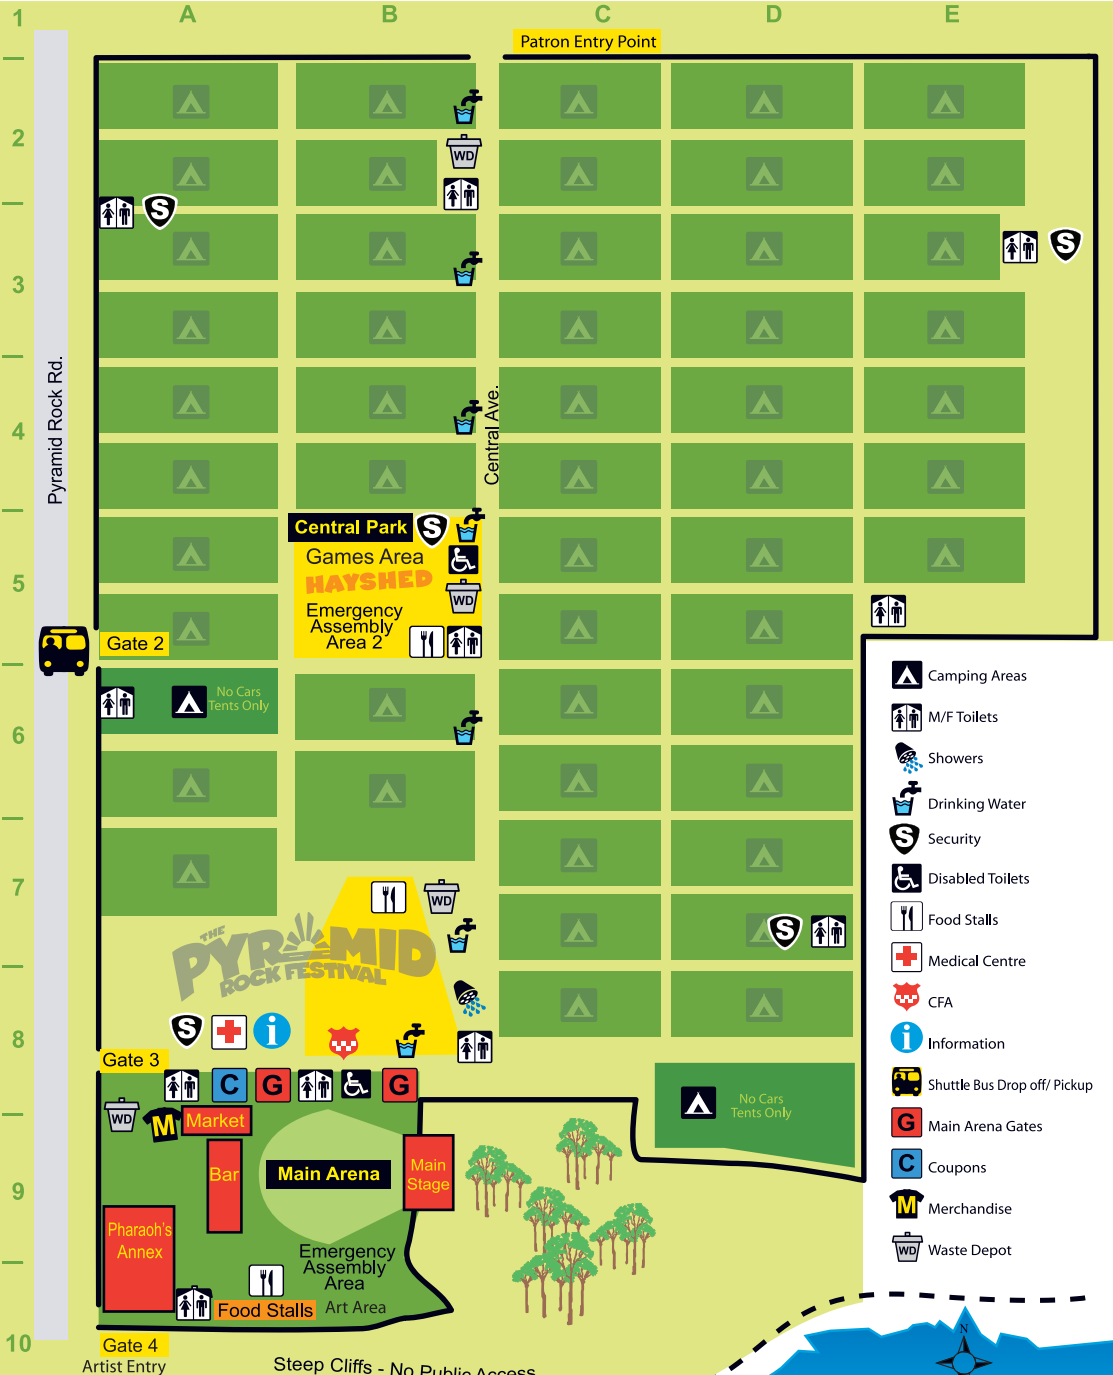 1
A
B
C
D
E
Patron Entry Point
2
WD
S
S
3
Pyramid Rock Rd.
4
Central Ave.
Central Park
S
Games Area
HAYSHED
5
WD
Emergency
Assembly
Area 2
Gate 2
No Cars
Tents Only
6
7
WD
S
THE
PYRAMID
ROCK FESTIVAL
8
S
i
Gate 3
C
G
G
WD
M
Market
Bar
Main Arena
Main
Stage
No Cars
Tents Only
9
Pharaoh's
Annex
Emergency
Assembly
Area
Food Stalls
Art Area
10
Gate 4
Artist Entry
Steep Cliffs - No Public Access
Camping Areas
M/F Toilets
Showers
Drinking Water
S
Security
Disabled Toilets
Food Stalls
Medical Centre
CFA
i
Information
Shuttle Bus Drop off/ Pickup
G
Main Arena Gates
C
Coupons
M
Merchandise
WD
Waste Depot
N